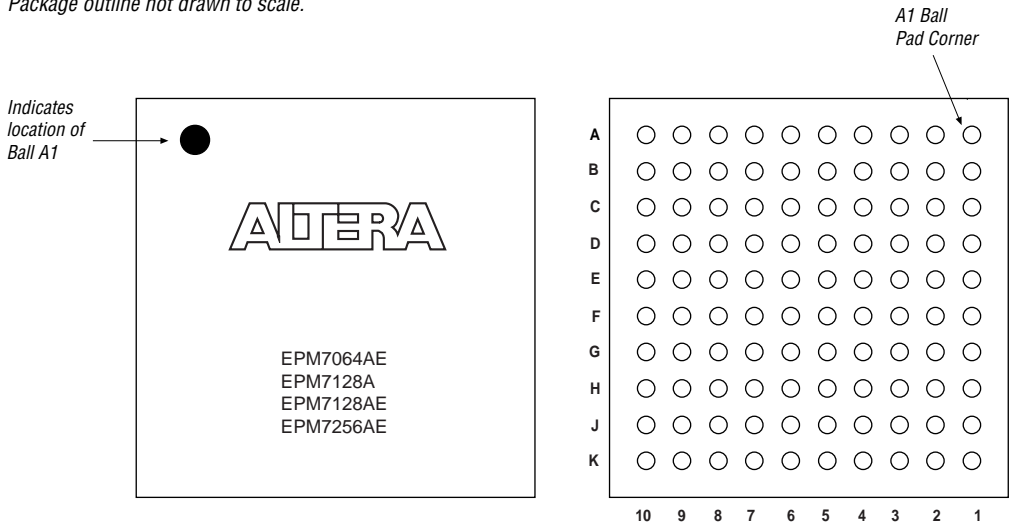 Package outline not drawn to scale.
A1 Ball
Pad Corner
Indicates
location of
Ball A1
ALTERA
EPM7064AE
EPM7128A
EPM7128AE
EPM7256AE
A
B
C
D
E
F
G
H
J
K
10 9 8 7 6 5 4 3 2 1